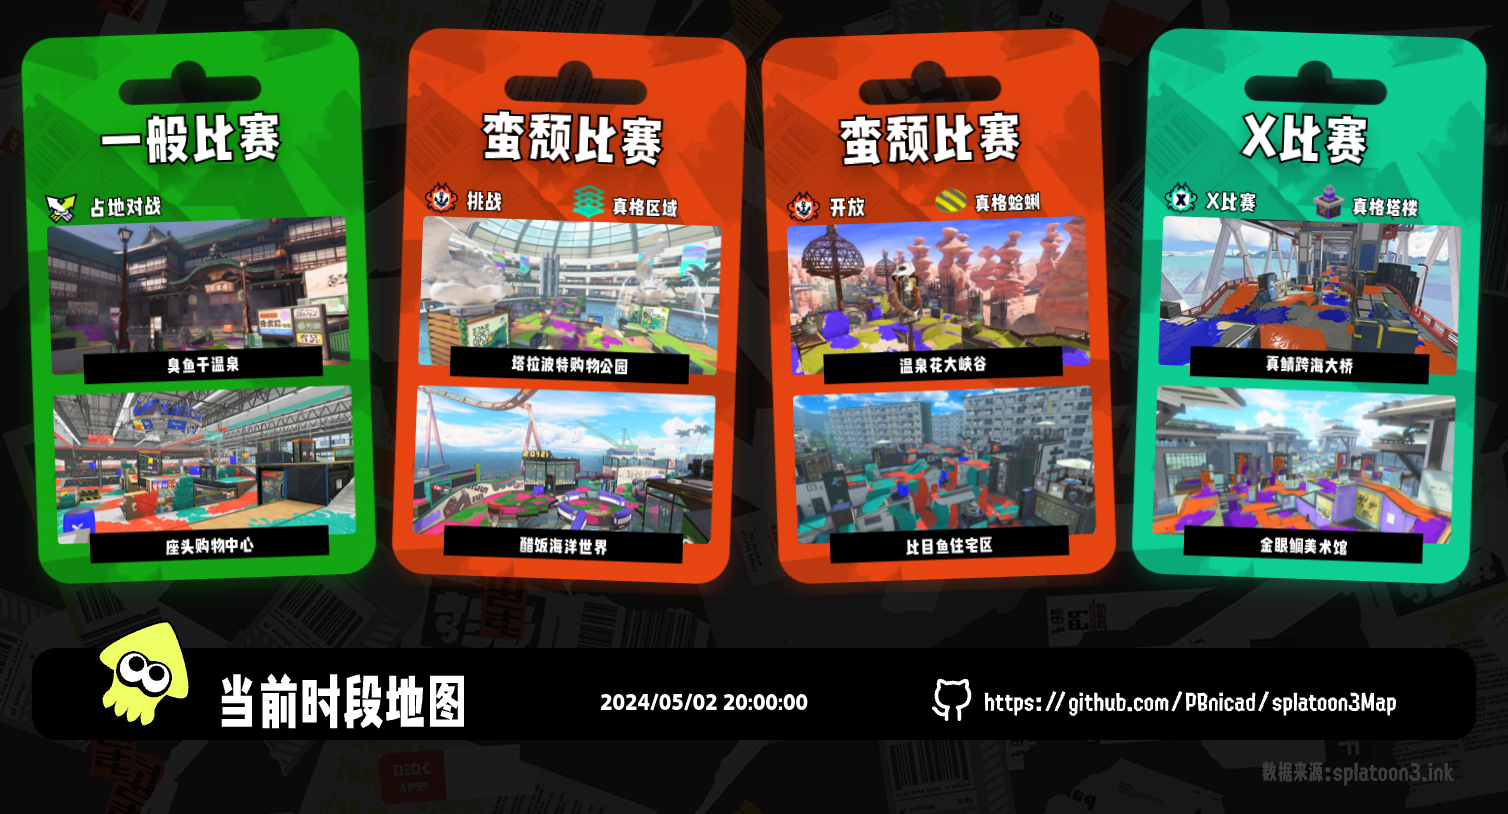 一般比赛
占地对战
臭鱼干温泉
座头购物中心
蛮颓比赛
挑战
真格区域
塔拉波特购物公园
醋饭海洋世界
蛮颓比赛
开放
真格蛤蜊
温泉花大峡谷
比目鱼住宅区
X比赛
X比赛
真格塔楼
真鲭跨海大桥
金眼鲷美术馆
当前时段地图
2024/05/02 20:00:00
https://github.com/PBnicad/splatoon3Map
数据来源:splatoon3.ink